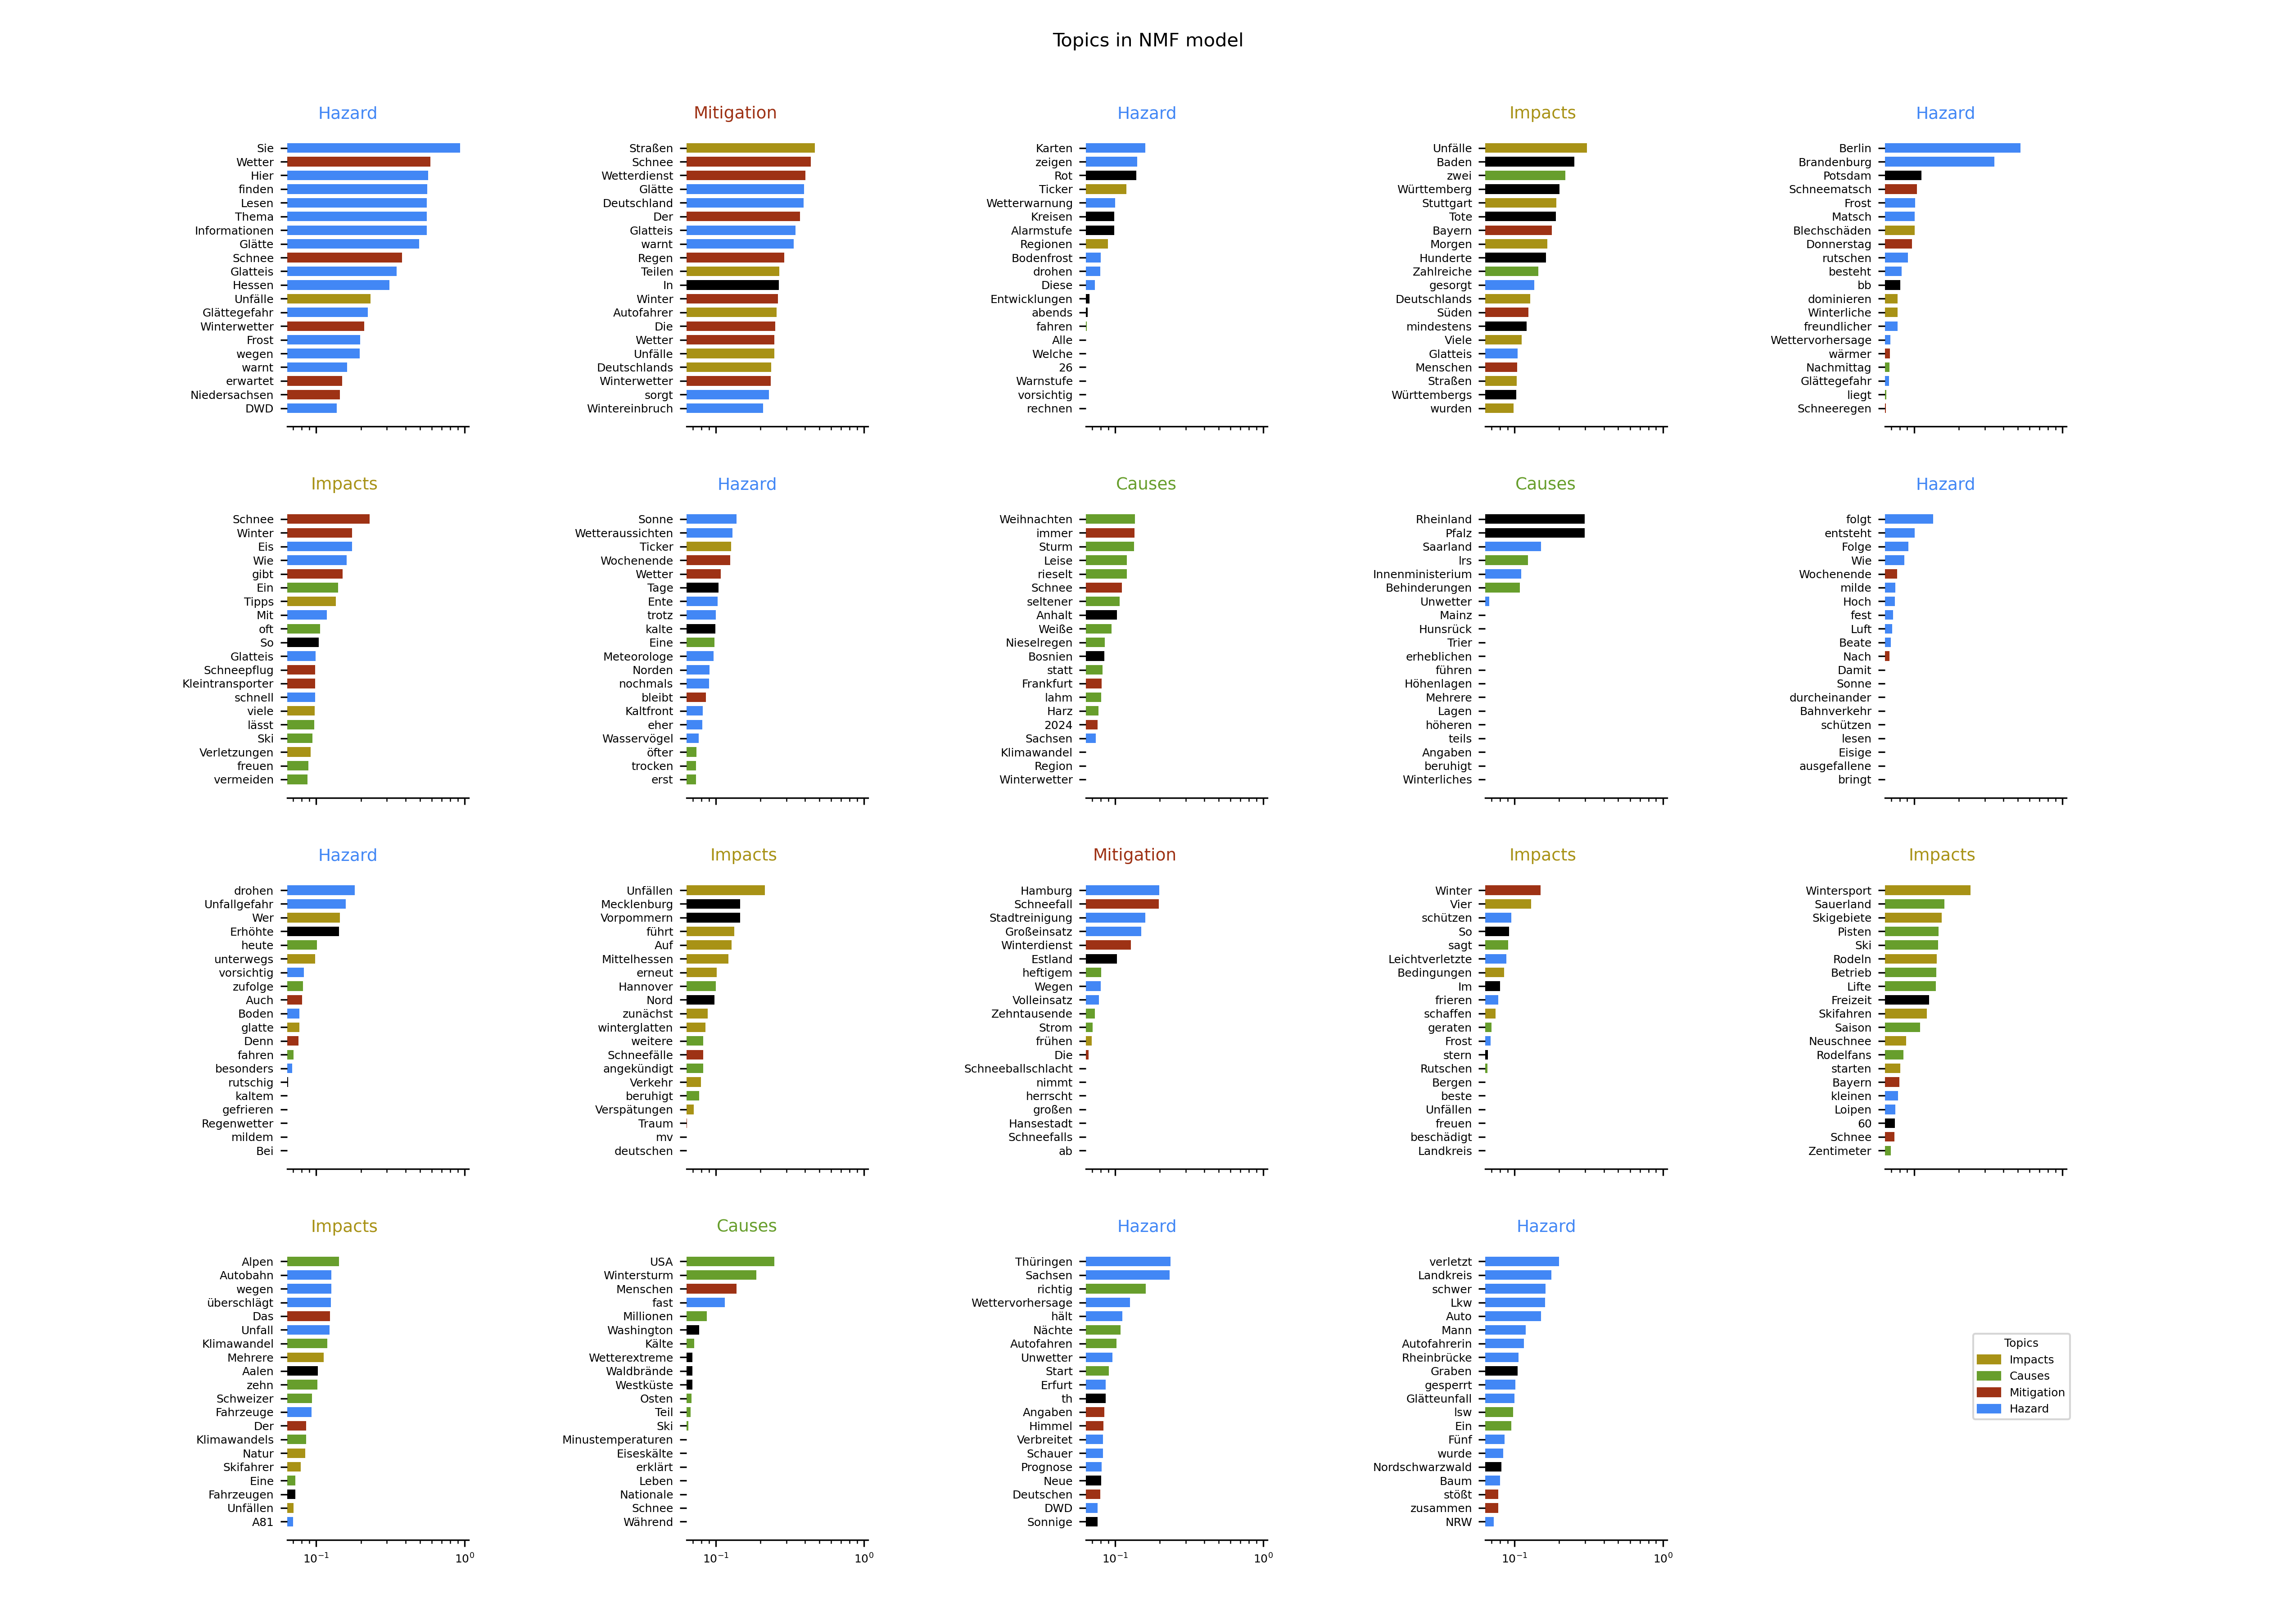 Topics in NMF model
Hazard
Sie
Wetter
Hier
finden
Lesen
Thema
Informationen
Glätte
Schnee
Glatteis
Hessen
Unfälle
Glättegefahr
Winterwetter
Frost
wegen
warnt
erwartet
Niedersachsen
DWD
Mitigation
Straßen
Schnee
Wetterdienst
Glätte
Deutschland
Der
Glatteis
warnt
Regen
Teilen
In
Winter
Autofahrer
Die
Wetter
Unfälle
Deutschlands
Winterwetter
sorgt
Wintereinbruch
Hazard
Karten
zeigen
Rot
Ticker
Wetterwarnung
Kreisen
Alarmstufe
Regionen
Bodenfrost
drohen
Diese
Entwicklungen
abends
fahren
Alle
Welche
26
Warnstufe
vorsichtig
rechnen
Impacts
Unfälle
Baden
zwei
Württemberg
Stuttgart
Tote
Bayern
Morgen
Hunderte
Zahlreiche
gesorgt
Deutschlands
Süden
mindestens
Viele
Glatteis
Menschen
Straßen
Württembergs
wurden
Hazard
Berlin
Brandenburg
Potsdam
Schneematsch
Frost
Matsch
Blechschäden
Donnerstag
rutschen
besteht
bb
dominieren
Winterliche
freundlicher
Wettervorhersage
wärmer
Nachmittag
Glättegefahr
liegt
Schneeregen
Impacts
Schnee
Winter
Eis
Wie
gibt
Ein
Tipps
Mit
oft
So
Glatteis
Schneepflug
Kleintransporter
schnell
viele
lässt
Ski
Verletzungen
freuen
vermeiden
Hazard
Sonne
Wetteraussichten
Ticker
Wochenende
Wetter
Tage
Ente
trotz
kalte
Eine
Meteorologe
Norden
nochmals
bleibt
Kaltfront
eher
Wasservögel
öfter
trocken
erst
Causes
Weihnachten
immer
Sturm
Leise
rieselt
Schnee
seltener
Anhalt
Weiße
Nieselregen
Bosnien
statt
Frankfurt
lahm
Harz
2024
Sachsen
Klimawandel
Region
Winterwetter
Causes
Rheinland
Pfalz
Saarland
lrs
Innenministerium
Behinderungen
Unwetter
Mainz
Hunsrück
Trier
erheblichen
führen
Höhenlagen
Mehrere
Lagen
höheren
teils
Angaben
beruhigt
Winterliches
Hazard
folgt
entsteht
Folge
Wie
Wochenende
milde
Hoch
fest
Luft
Beate
Nach
Damit
Sonne
durcheinander
Bahnverkehr
schützen
lesen
Eisige
ausgefallene
bringt
Hazard
drohen
Unfallgefahr
Wer
Erhöhte
heute
unterwegs
vorsichtig
zufolge
Auch
Boden
glatte
Denn
fahren
besonders
rutschig
kaltem
gefrieren
Regenwetter
mildem
Bei
Impacts
Unfällen
Mecklenburg
Vorpommern
führt
Auf
Mittelhessen
erneut
Hannover
Nord
zunächst
winterglatten
weitere
Schneefälle
angekündigt
Verkehr
beruhigt
Verspätungen
Traum
mv
deutschen
Mitigation
Hamburg
Schneefall
Stadtreinigung
Großeinsatz
Winterdienst
Estland
heftigem
Wegen
Volleinsatz
Zehntausende
Strom
frühen
Die
Schneeballschlacht
nimmt
herrscht
großen
Hansestadt
Schneefalls
ab
Impacts
Winter
Vier
schützen
So
sagt
Leichtverletzte
Bedingungen
Im
frieren
schaffen
geraten
Frost
stern
Rutschen
Bergen
beste
Unfällen
freuen
beschädigt
Landkreis
Impacts
Wintersport
Sauerland
Skigebiete
Pisten
Ski
Rodeln
Betrieb
Lifte
Freizeit
Skifahren
Saison
Neuschnee
Rodelfans
starten
Bayern
kleinen
Loipen
60
Schnee
Zentimeter
Impacts
Alpen
Autobahn
wegen
überschlägt
Das
Unfall
Klimawandel
Mehrere
Aalen
zehn
Schweizer
Fahrzeuge
Der
Klimawandels
Natur
Skifahrer
Eine
Fahrzeugen
Unfällen
A81
10⁻¹ 10⁰
Causes
USA
Wintersturm
Menschen
fast
Millionen
Washington
Kälte
Wetterextreme
Waldbrände
Westküste
Osten
Teil
Ski
Minustemperaturen
Eiseskälte
erklärt
Leben
Nationale
Schnee
Während
10⁻¹ 10⁰
Hazard
Thüringen
Sachsen
richtig
Wettervorhersage
hält
Nächte
Autofahren
Unwetter
Start
Erfurt
th
Angaben
Himmel
Verbreitet
Schauer
Prognose
Neue
Deutschen
DWD
Sonnige
10⁻¹ 10⁰
Hazard
verletzt
Landkreis
schwer
Lkw
Auto
Mann
Autofahrerin
Rheinbrücke
Graben
gesperrt
Glätteunfall
lsw
Ein
Fünf
wurde
Nordschwarzwald
Baum
stößt
zusammen
NRW
10⁻¹ 10⁰
Topics
Impacts
Causes
Mitigation
Hazard